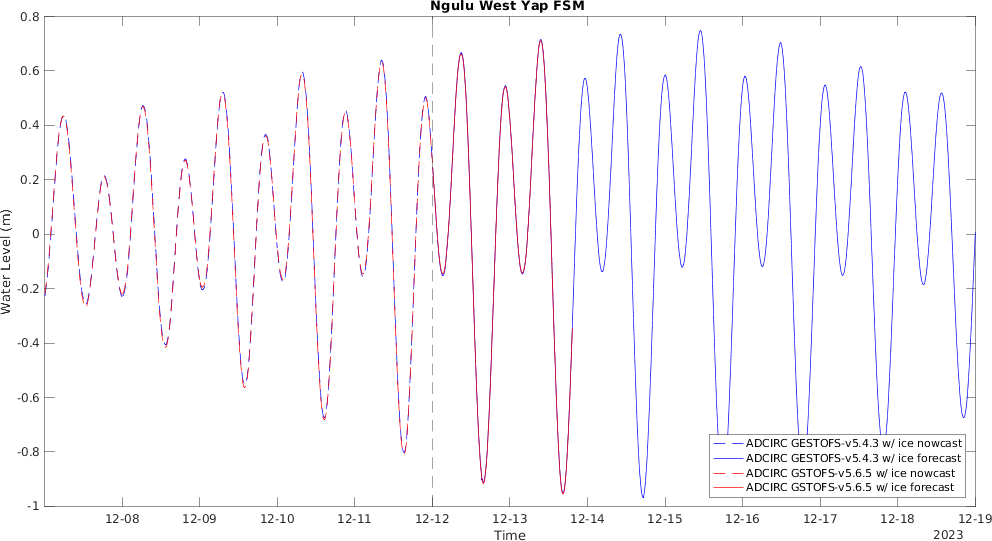 Ngulu West Yap FSM
0.8
0.6
0.4
0.2
0
-0.2
-0.4
-0.6
-0.8
-1
Water Level (m)
ADCIRC GESTOFS-v5.4.3 w/ ice nowcast
ADCIRC GESTOFS-v5.4.3 w/ ice forecast
ADCIRC GSTOFS-v5.6.5 w/ ice nowcast
ADCIRC GSTOFS-v5.6.5 w/ ice forecast
12-08 12-09 12-10 12-11 12-12 12-13 12-14 12-15 12-16 12-17 12-18 12-19
Time
2023